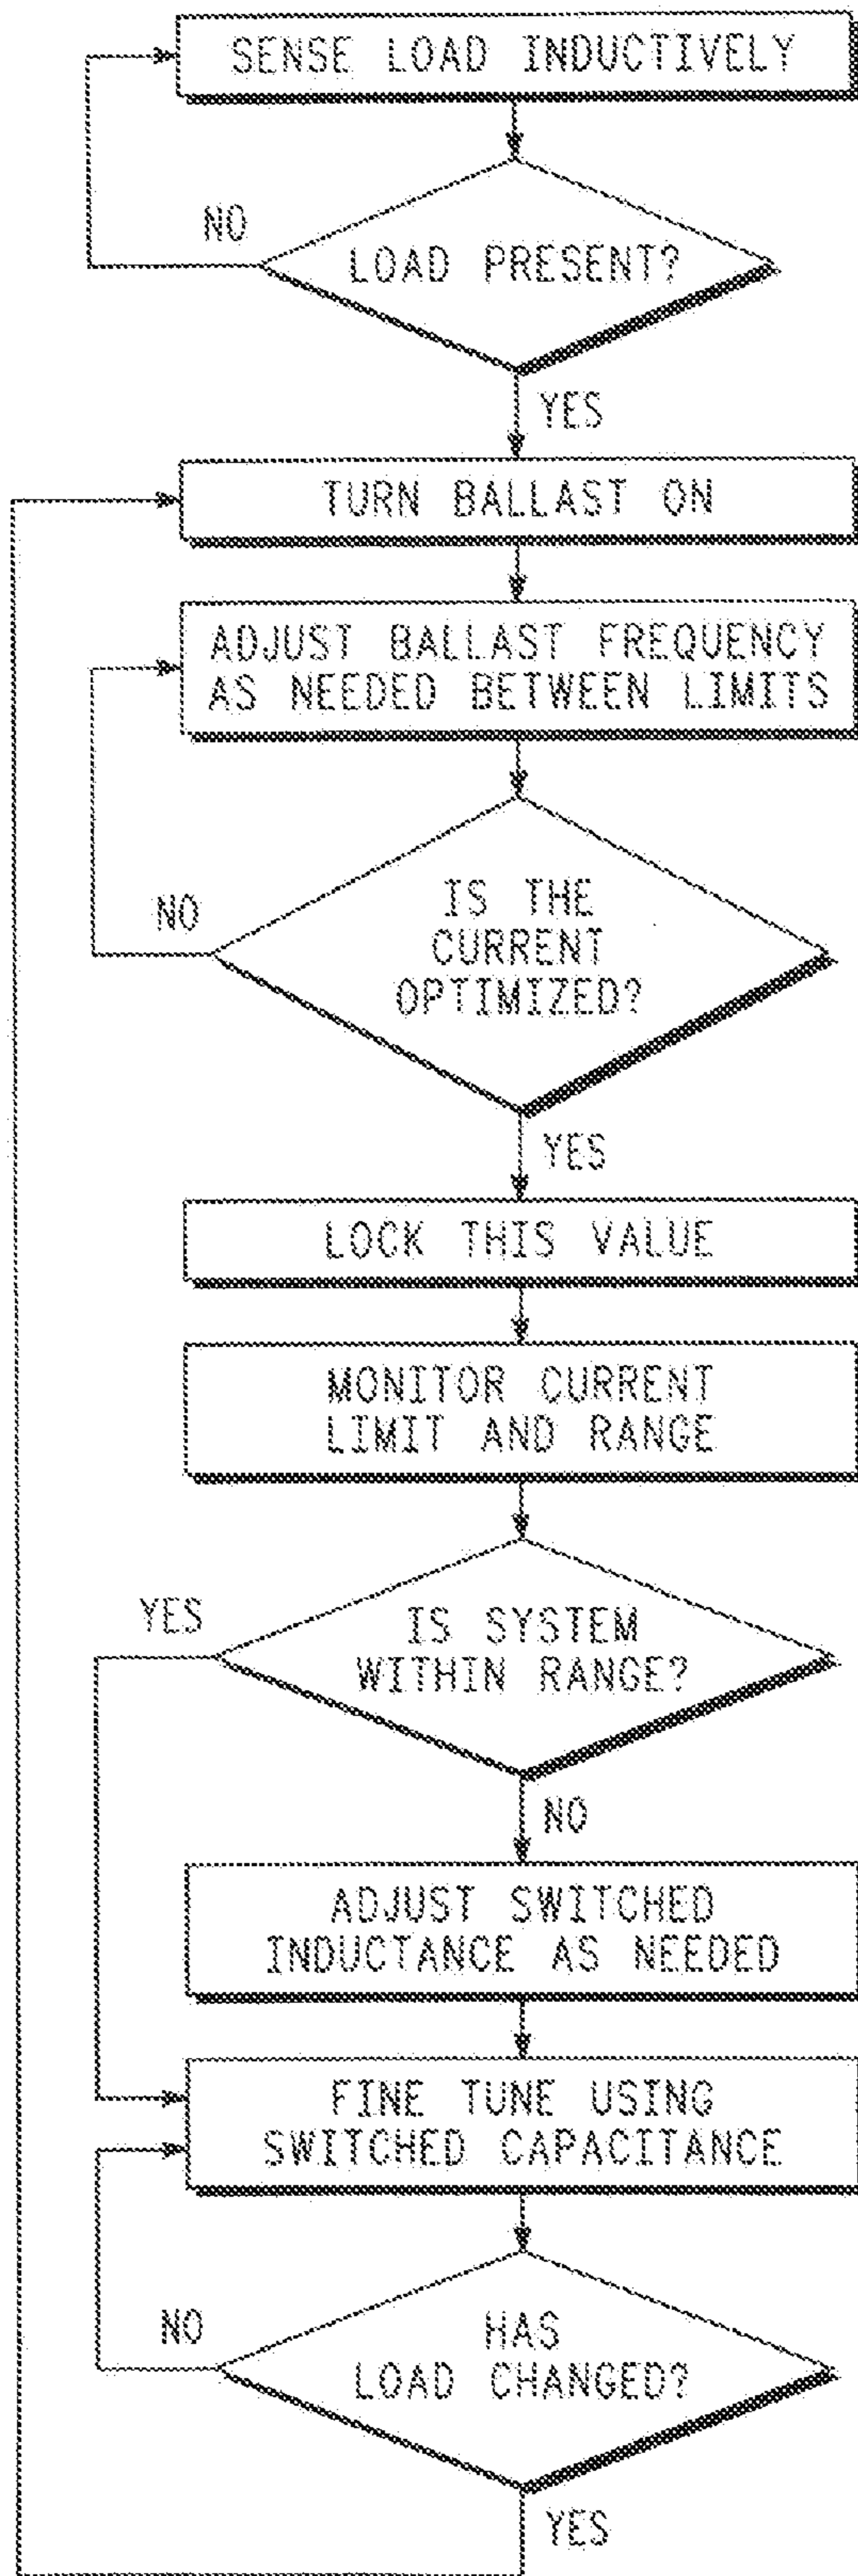 SENSE LOAD INDUCTIVELY
NO
LOAD PRESENT?
YES
TURN BALLAST ON
ADJUST BALLAST FREQUENCY
AS NEEDED BETWEEN LIMITS
NO
IS THE
CURRENT
OPTIMIZED?
YES
LOCK THIS VALUE
MONITOR CURRENT
LIMIT AND RANGE
YES
IS SYSTEM
WITHIN RANGE?
NO
ADJUST SWITCHED
INDUCTANCE AS NEEDED
FINE TUNE USING
SWITCHED CAPACITANCE
NO
HAS
LOAD CHANGED?
YES